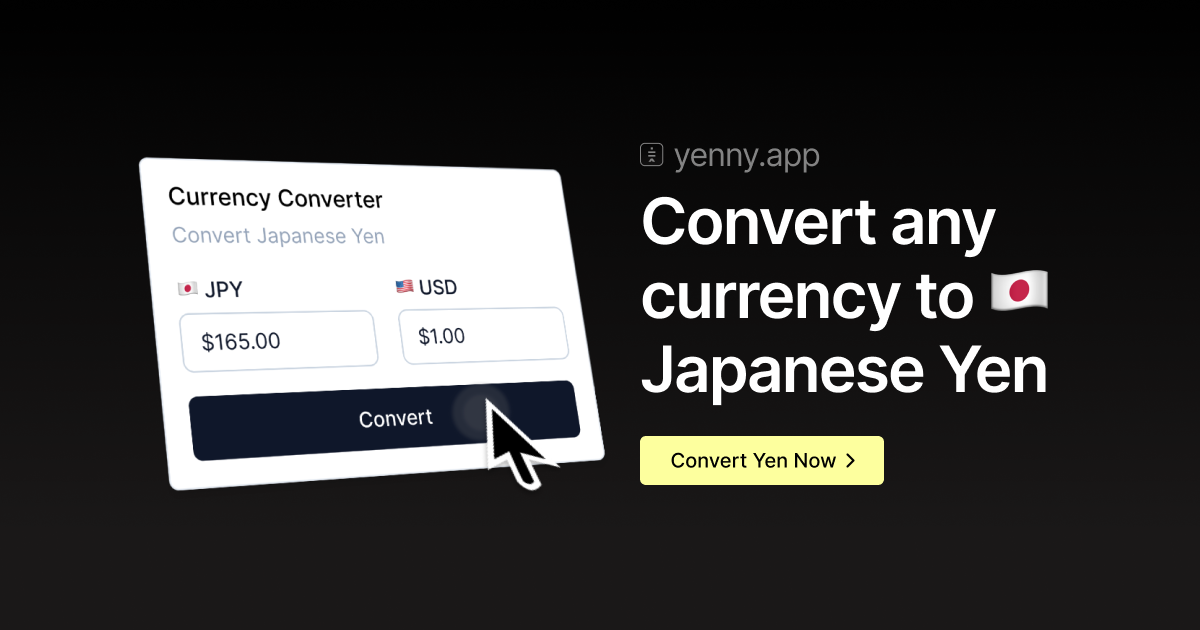 Currency Converter
Convert Japanese Yen
🇯🇵 JPY
🇺🇸 USD
$165.00
$1.00
Convert
yenny.app
Convert any
currency to 🇯🇵
Japanese Yen
Convert Yen Now